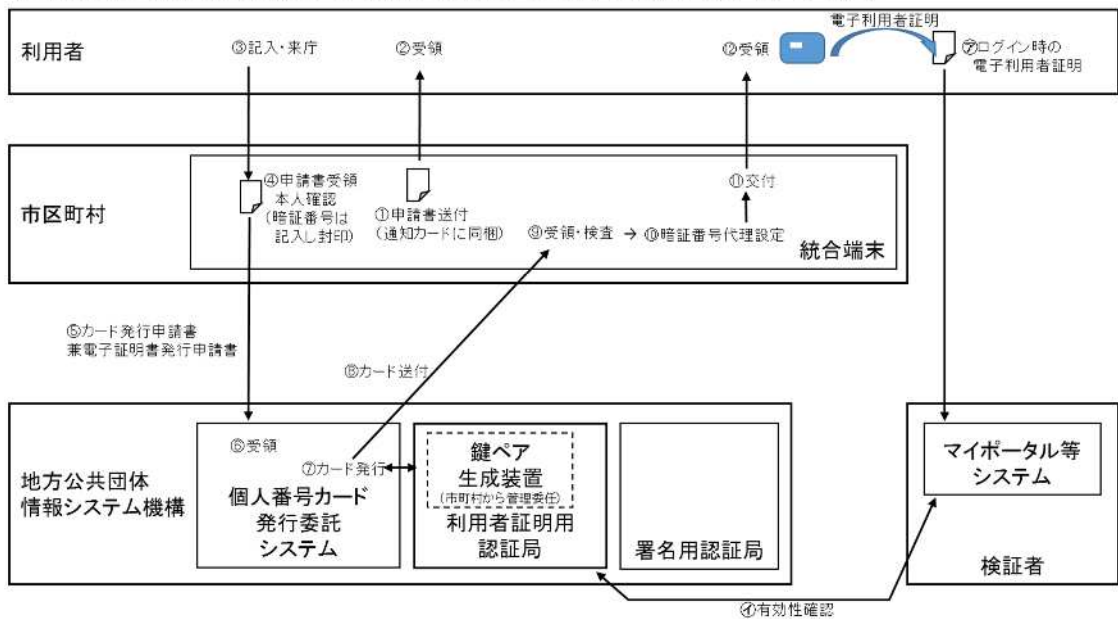 利用者
③記入・来庁
②受領
⑫受領
電子利用者証明
㋐ログイン時の
電子利用者証明
市区町村
④申請書受領
本人確認
(暗証番号は
記入し封印)
①申請書送付
(通知カードに同梱)
⑪交付
⑨受領・検査 → ⑩暗証番号代理設定
統合端末
⑤カード発行申請書
兼電子証明書発行申請書
⑧カード送付
地方公共団体
情報システム機構
⑥受領
⑦カード発行
個人番号カード
発行委託
システム
鍵ペア
生成装置
(市町村から管理委任)
利用者証明用
認証局
署名用認証局
マイポータル等
システム
検証者
㋑有効性確認